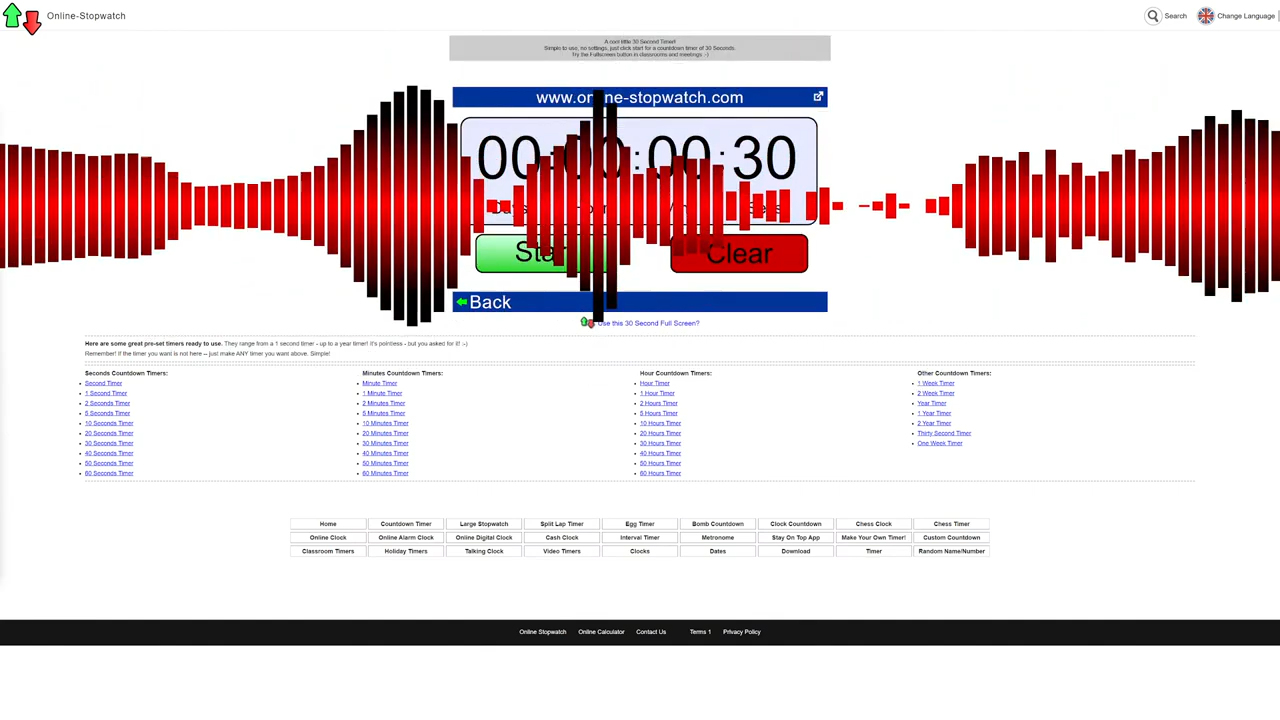 Online-Stopwatch
Search
Change Language
A cool little 30 Second Timer!
Simple to use, no settings, just click start for a countdown timer of 30 Seconds.
Try the Fullscreen button in classrooms and meetings :-)
www.online-stopwatch.com
00:00:00:30
Start
Clear
Back
Use this 30 Second Full Screen?
Here are some great pre-set timers ready to use. They range from a 1 second timer - up to a year timer! it's pointless - but you asked for it! :-)
Remember! If the timer you want is not here -- just make ANY timer you want above. Simple!
Seconds Countdown Timers:
Second Timer
1 Second Timer
2 Seconds Timer
5 Seconds Timer
10 Seconds Timer
20 Seconds Timer
30 Seconds Timer
40 Seconds Timer
50 Seconds Timer
60 Seconds Timer
Minutes Countdown Timers:
Minute Timer
1 Minute Timer
2 Minutes Timer
5 Minutes Timer
10 Minutes Timer
20 Minutes Timer
30 Minutes Timer
40 Minutes Timer
50 Minutes Timer
60 Minutes Timer
Hour Countdown Timers:
Hour Timer
1 Hour Timer
2 Hours Timer
5 Hours Timer
10 Hours Timer
20 Hours Timer
30 Hours Timer
40 Hours Timer
50 Hours Timer
60 Hours Timer
Other Countdown Timers:
1 Week Timer
2 Week Timer
Year Timer
1 Year Timer
2 Year Timer
Thirty Second Timer
One Week Timer
Home Countdown Timer Large Stopwatch Split Lap Timer Egg Timer Bomb Countdown Clock Countdown Chess Clock Chess Timer
Online Clock Online Alarm Clock Online Digital Clock Cash Clock Interval Timer Metronome Stay On Top App Make Your Own Timer! Custom Countdown
Classroom Timers Holiday Timers Talking Clock Video Timers Clocks Dates Download Timer Random Name/Number
Online Stopwatch Online Calculator Contact Us Terms 1 Privacy Policy